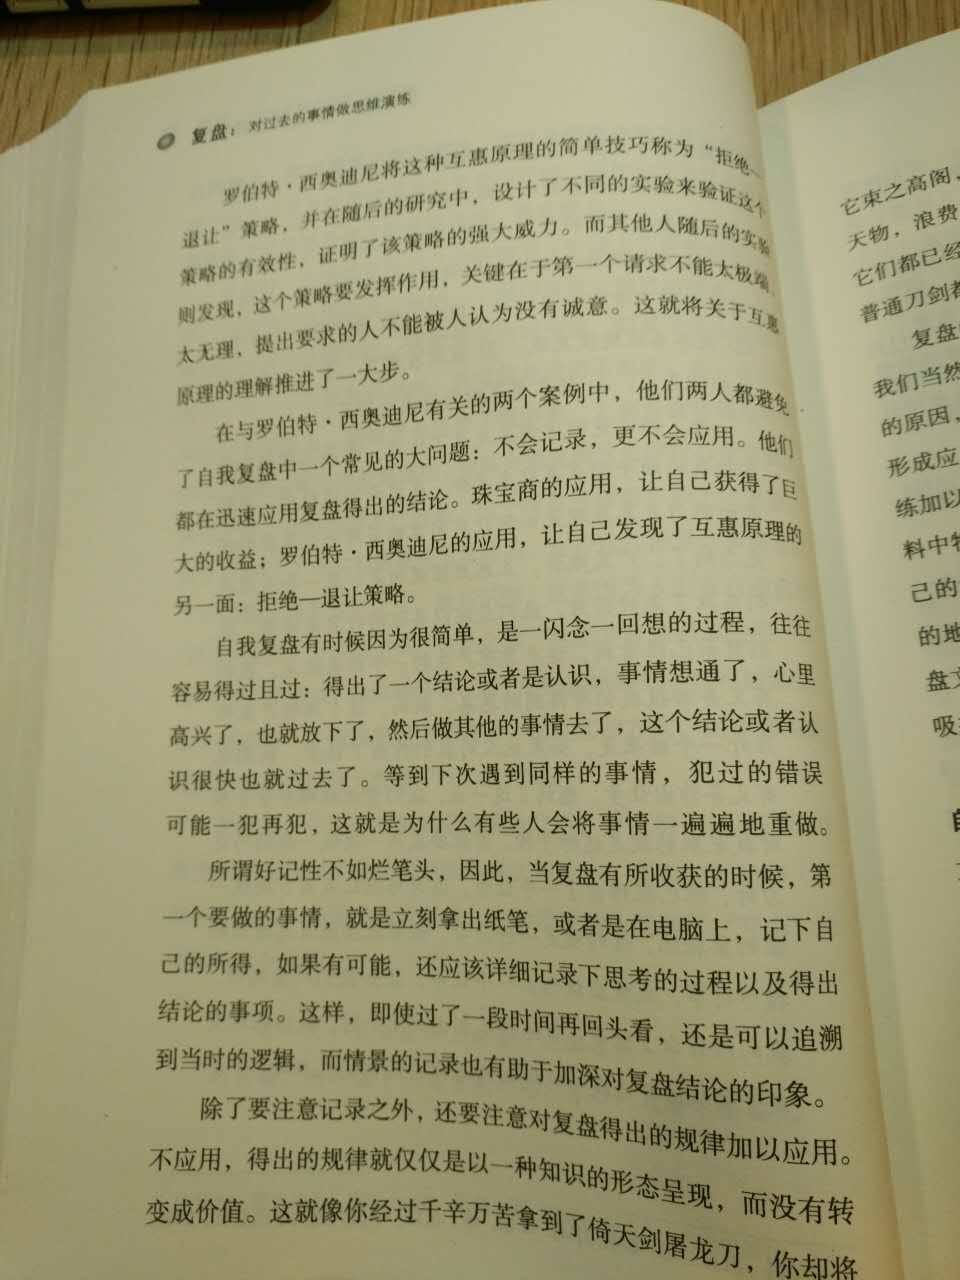 复盘：对过去的事情做思维演练
罗伯特·西奥迪尼将这种互惠原理的简单技巧称为“拒绝—
退让”策略，并在随后的研究中，设计了不同的实验来验证这个
策略的有效性，证明了该策略的强大威力。而其他人随后的实验
则发现，这个策略要发挥作用，关键在于第一个请求不能太极端、
太无理，提出要求的人不能被人认为没有诚意。这就将关于互惠
原理的理解推进了一大步。
在与罗伯特·西奥迪尼有关的两个案例中，他们两人都避免
了自我复盘中一个常见的大问题：不会记录，更不会应用。他们
都在迅速应用复盘得出的结论。珠宝商的应用，让自己获得了巨
大的收益；罗伯特·西奥迪尼的应用，让自己发现了互惠原理的
另一面：拒绝—退让策略。
自我复盘有时候因为很简单，是一闪念一回想的过程，往往
容易得过且过：得出了一个结论或者是认识，事情想通了，心里
高兴了，也就放下了，然后做其他的事情去了，这个结论或者认
识很快也就过去了。等到下次遇到同样的事情，犯过的错误
可能一犯再犯，这就是为什么有些人会将事情一遍遍地重做。
所谓好记性不如烂笔头，因此，当复盘有所收获的时候，第
一个要做的事情，就是立刻拿出纸笔，或者是在电脑上，记下自
己的所得，如果有可能，还应该详细记录下思考的过程以及得出
结论的事项。这样，即使过了一段时间再回头看，还是可以追溯
到当时的逻辑，而情景的记录也有助于加深对复盘结论的印象。
除了要注意记录之外，还要注意对复盘得出的规律加以应用。
不应用，得出的规律就仅仅是以一种知识的形态呈现，而没有转
变成价值。这就像你经过千辛万苦拿到了倚天剑屠龙刀，你却将
它束之高阁，
天物，浪费
它们都已经
普通刀剑都
复盘
我们当然
的原因，
形成应
练加以
料中
己的
的地
盘
吸